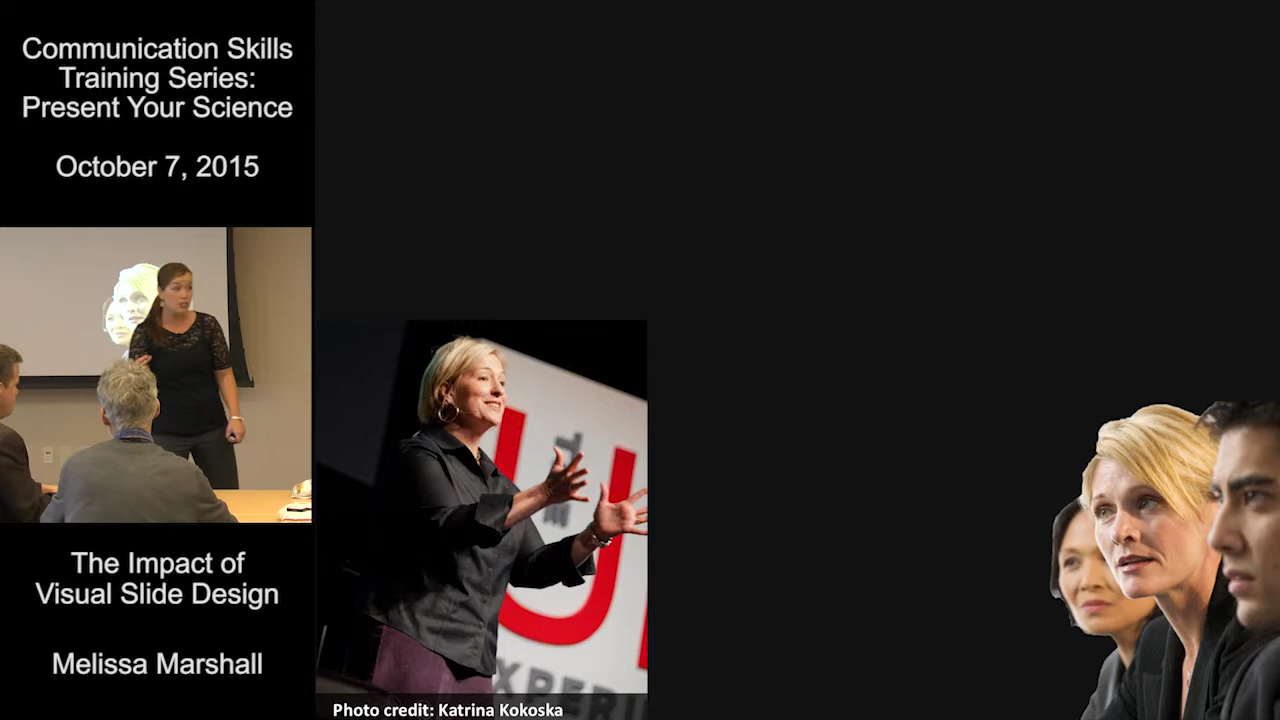 Communication Skills
Training Series:
Present Your Science
October 7, 2015
The Impact of
Visual Slide Design
Melissa Marshall
U
XPERI
Photo credit: Katrina Kokoska